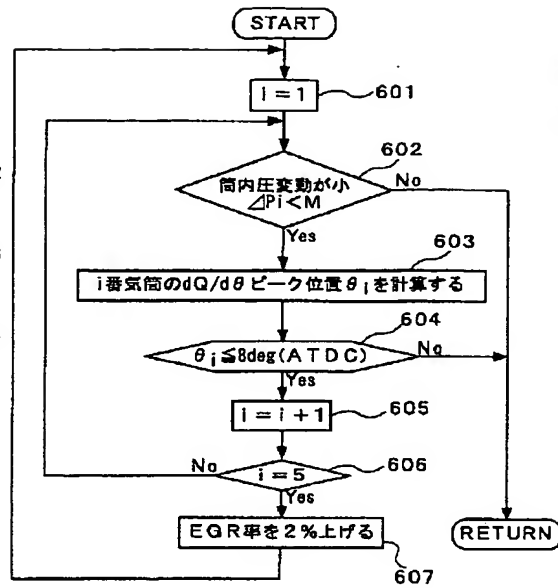 START
i=1
601
602
筒内圧変動が小
⊿Pi<M
No
Yes
603
i番気筒のdQ/dθピーク位置θiを計算する
604
θi≦8deg(ATDC)
No
Yes
i=i+1
605
No
i=5
606
Yes
EGR率を2%上げる
607
RETURN